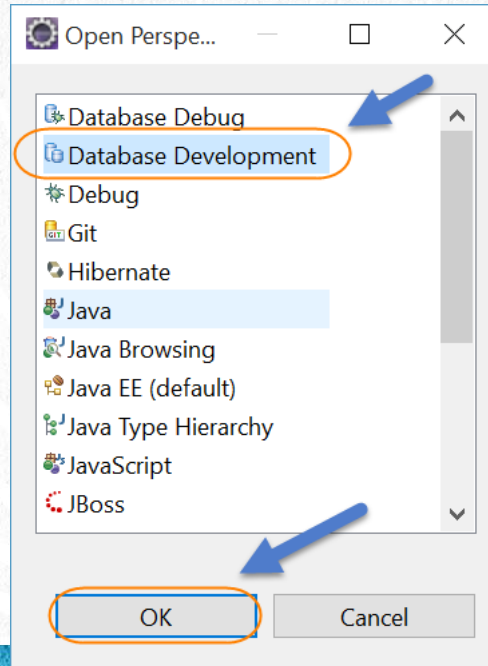 Open Perspe...
Database Debug
Database Development
Debug
GIT Git
Hibernate
Java
Java Browsing
Java EE (default)
Java Type Hierarchy
JavaScript
JBoss
OK Cancel